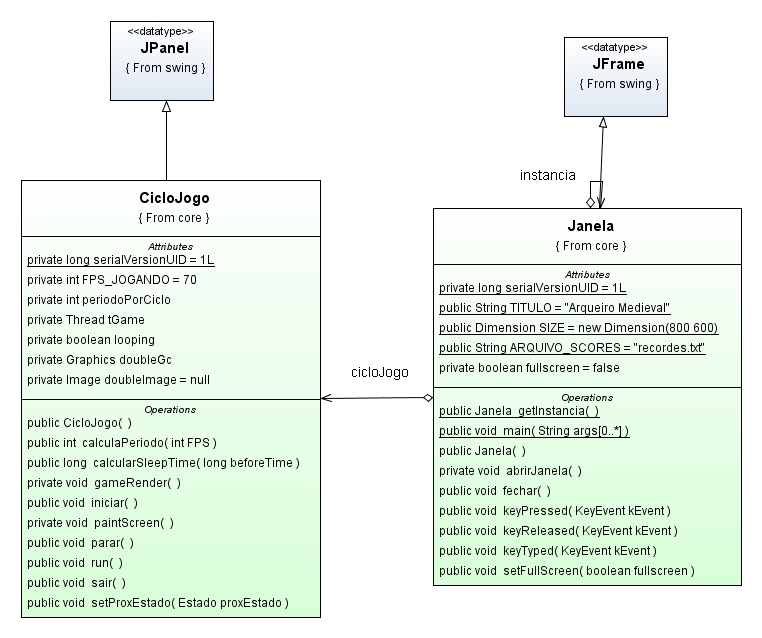 <<datatype>>
JPanel
{ From swing }
<<datatype>>
JFrame
{ From swing }
instancia
CicloJogo
{ From core }
Attributes
private long serialVersionUID = 1L
private int FPS_JOGANDO = 70
private int periodoPorCiclo
private Thread tGame
private boolean looping
private Graphics doubleGc
private Image doubleImage = null
Operations
public CicloJogo( )
public int calculaPeriodo( int FPS )
public long calcularSleepTime( long beforeTime )
private void gameRender( )
public void iniciar( )
private void paintScreen( )
public void parar( )
public void run( )
public void sair( )
public void setProxEstado( Estado proxEstado )
cicloJogo
Janela
{ From core }
Attributes
private long serialVersionUID = 1L
public String TITULO = "Arqueiro Medieval"
public Dimension SIZE = new Dimension(800 600)
public String ARQUIVO_SCORES = "recordes.txt"
private boolean fullscreen = false
Operations
public Janela getInstancia( )
public void main( String args[0..*] )
public Janela( )
private void abrirJanela( )
public void fechar( )
public void keyPressed( KeyEvent kEvent )
public void keyReleased( KeyEvent kEvent )
public void keyTyped( KeyEvent kEvent )
public void setFullScreen( boolean fullscreen )